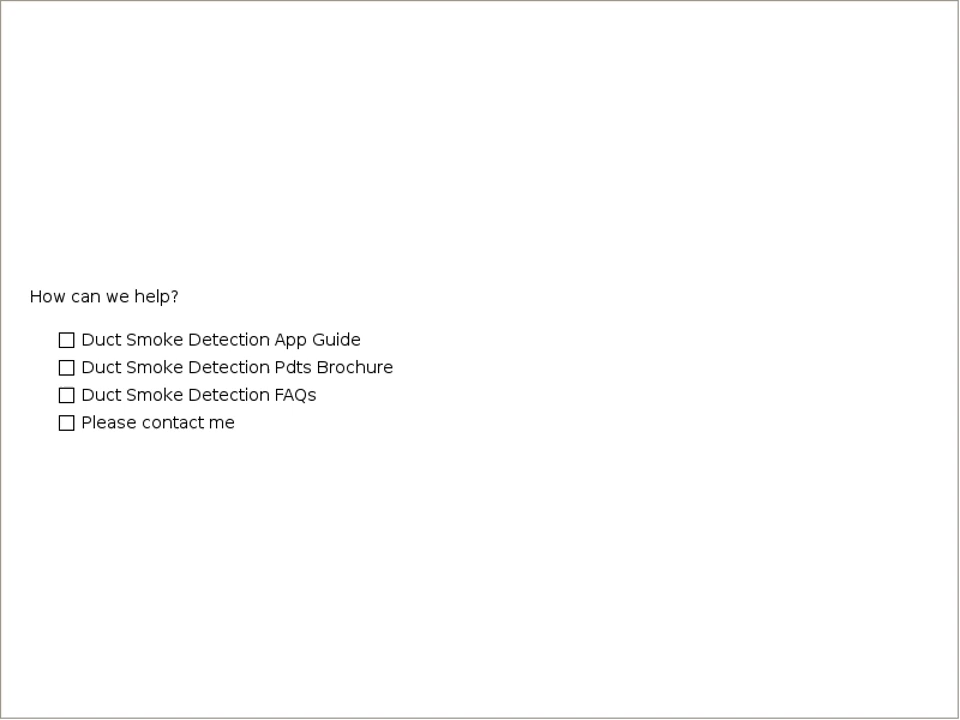 How can we help?
Duct Smoke Detection App Guide
Duct Smoke Detection Pdts Brochure
Duct Smoke Detection FAQs
Please contact me